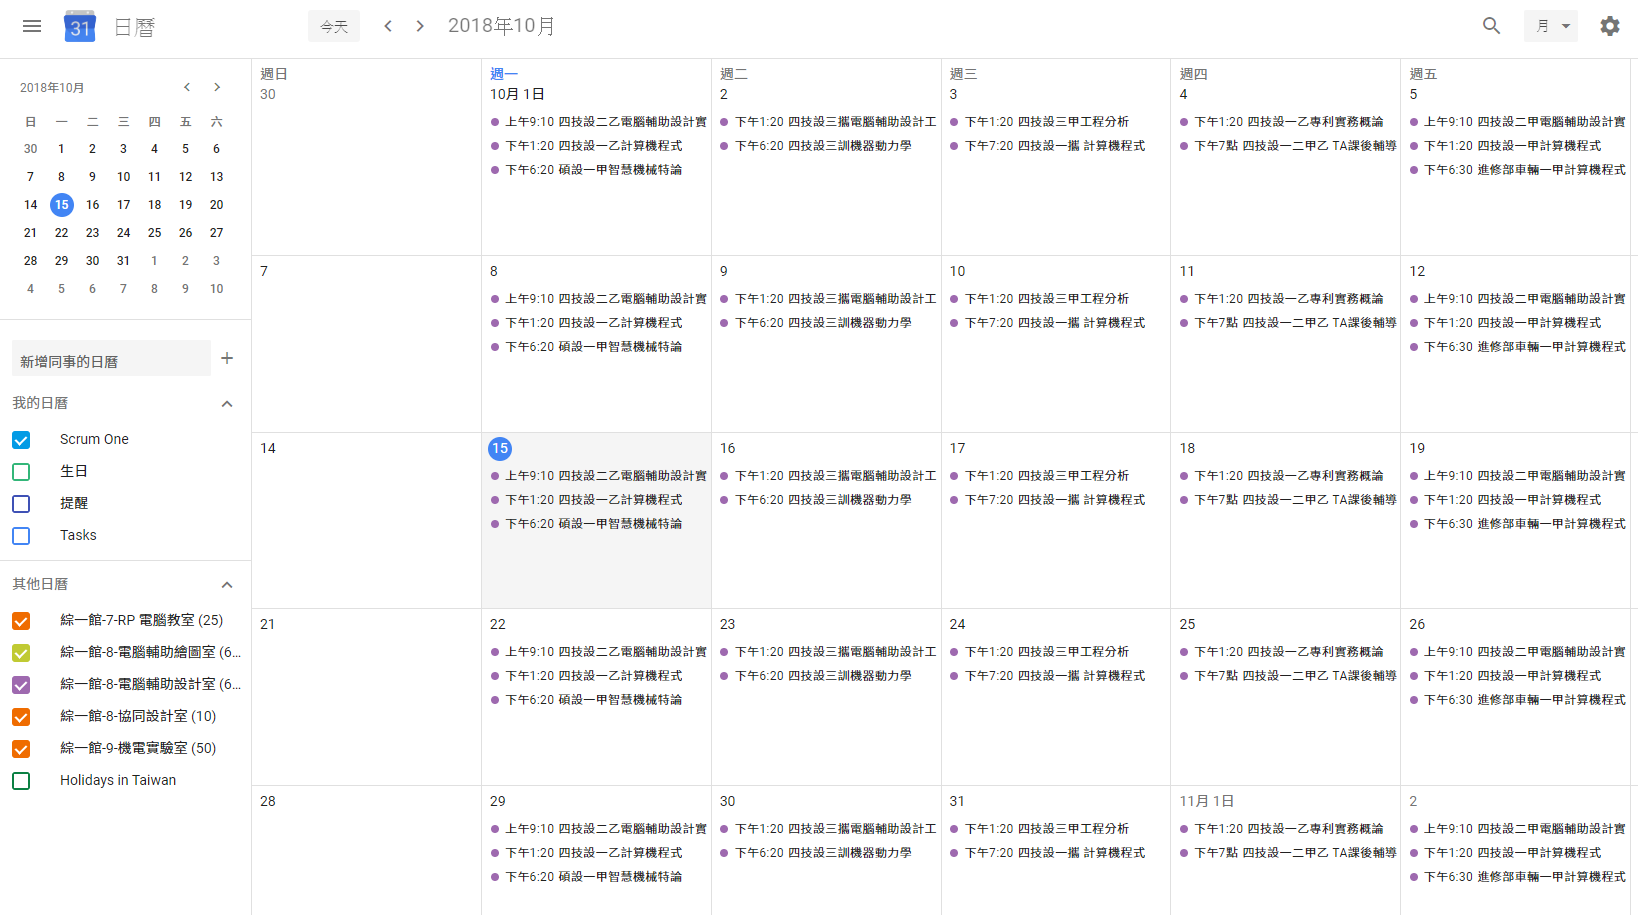 31 日曆 今天 2018年10月 月
2018年10月
日 一 二 三 四 五 六
30 1 2 3 4 5 6
7 8 9 10 11 12 13
14 15 16 17 18 19 20
21 22 23 24 25 26 27
28 29 30 31 1 2 3
4 5 6 7 8 9 10
新增同事的日曆
我的日曆
Scrum One
生日
提醒
Tasks
其他日曆
綜一館-7-RP 電腦教室 (25)
綜一館-8-電腦輔助繪圖室 (6...
綜一館-8-電腦輔助設計室 (6...
綜一館-8-協同設計室 (10)
綜一館-9-機電實驗室 (50)
Holidays in Taiwan
週日 週一 週二 週三 週四 週五
30 10月 1日 2 3 4 5
上午9:10 四技設二乙電腦輔助設計實 下午1:20 四技設三攜電腦輔助設計工 下午1:20 四技設三甲工程分析 下午1:20 四技設一乙專利實務概論 上午9:10 四技設二甲電腦輔助設計實
下午1:20 四技設一乙計算機程式 下午6:20 四技設三訓機器動力學 下午7:20 四技設一攜 計算機程式 下午7點 四技設一二甲乙 TA課後輔導 下午1:20 四技設一甲計算機程式
下午6:20 碩設一甲智慧機械特論 下午6:30 進修部車輛一甲計算機程式
7 8 9 10 11 12
上午9:10 四技設二乙電腦輔助設計實 下午1:20 四技設三攜電腦輔助設計工 下午1:20 四技設三甲工程分析 下午1:20 四技設一乙專利實務概論 上午9:10 四技設二甲電腦輔助設計實
下午1:20 四技設一乙計算機程式 下午6:20 四技設三訓機器動力學 下午7:20 四技設一攜 計算機程式 下午7點 四技設一二甲乙 TA課後輔導 下午1:20 四技設一甲計算機程式
下午6:20 碩設一甲智慧機械特論 下午6:30 進修部車輛一甲計算機程式
14 15 16 17 18 19
上午9:10 四技設二乙電腦輔助設計實 下午1:20 四技設三攜電腦輔助設計工 下午1:20 四技設三甲工程分析 下午1:20 四技設一乙專利實務概論 上午9:10 四技設二甲電腦輔助設計實
下午1:20 四技設一乙計算機程式 下午6:20 四技設三訓機器動力學 下午7:20 四技設一攜 計算機程式 下午7點 四技設一二甲乙 TA課後輔導 下午1:20 四技設一甲計算機程式
下午6:20 碩設一甲智慧機械特論 下午6:30 進修部車輛一甲計算機程式
21 22 23 24 25 26
上午9:10 四技設二乙電腦輔助設計實 下午1:20 四技設三攜電腦輔助設計工 下午1:20 四技設三甲工程分析 下午1:20 四技設一乙專利實務概論 上午9:10 四技設二甲電腦輔助設計實
下午1:20 四技設一乙計算機程式 下午6:20 四技設三訓機器動力學 下午7:20 四技設一攜 計算機程式 下午7點 四技設一二甲乙 TA課後輔導 下午1:20 四技設一甲計算機程式
下午6:20 碩設一甲智慧機械特論 下午6:30 進修部車輛一甲計算機程式
28 29 30 31 11月 1日 2
上午9:10 四技設二乙電腦輔助設計實 下午1:20 四技設三攜電腦輔助設計工 下午1:20 四技設三甲工程分析 下午1:20 四技設一乙專利實務概論 上午9:10 四技設二甲電腦輔助設計實
下午1:20 四技設一乙計算機程式 下午6:20 四技設三訓機器動力學 下午7:20 四技設一攜 計算機程式 下午7點 四技設一二甲乙 TA課後輔導 下午1:20 四技設一甲計算機程式
下午6:20 碩設一甲智慧機械特論 下午6:30 進修部車輛一甲計算機程式